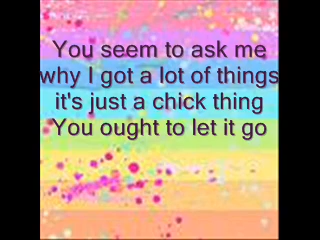 You seem to ask me
why I got a lot of things
it's just a chick thing
You ought to let it go